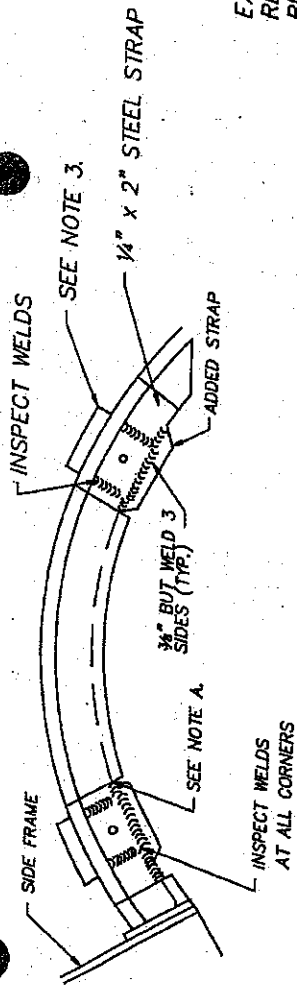 INSPECT WELDS
SEE NOTE 3.
¼" x 2" STEEL STRAP
SIDE FRAME
ADDED STRAP
⅜" BUT WELD 3
SIDES (TYP.)
SEE NOTE A.
INSPECT WELDS
AT ALL CORNERS